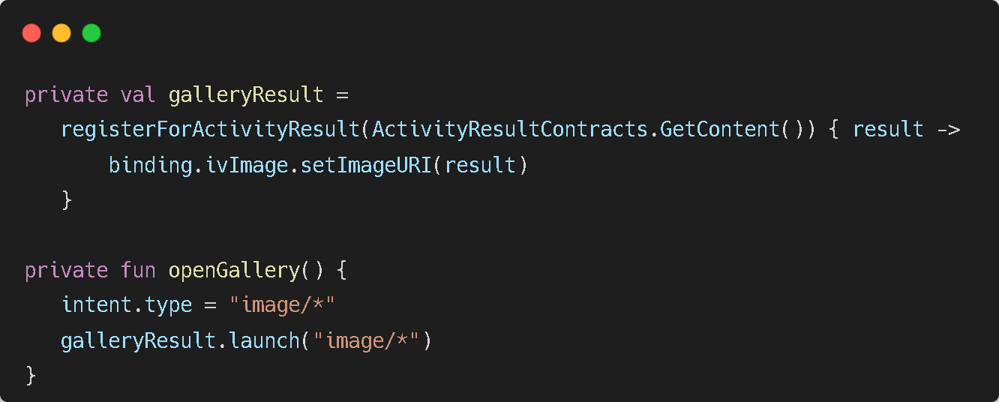 private val galleryResult =
   registerForActivityResult(ActivityResultContracts.GetContent()) { result ->
       binding.ivImage.setImageURI(result)
   }

private fun openGallery() {
   intent.type = "image/*"
   galleryResult.launch("image/*")
}